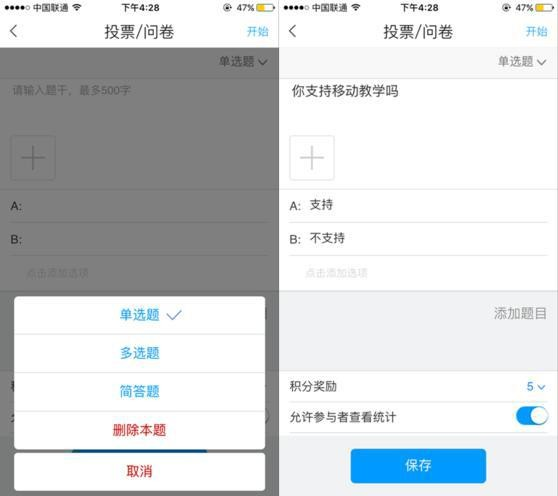 中国联通 下午4:28 47%
投票/问卷 开始
单选题
请输入题干，最多500字
A:
B:
点击添加选项
单选题
多选题
简答题
删除本题
取消
中国联通 下午4:28 47%
投票/问卷 开始
单选题
你支持移动教学吗
A: 支持
B: 不支持
点击添加选项
添加题目
积分奖励 5
允许参与者查看统计
保存